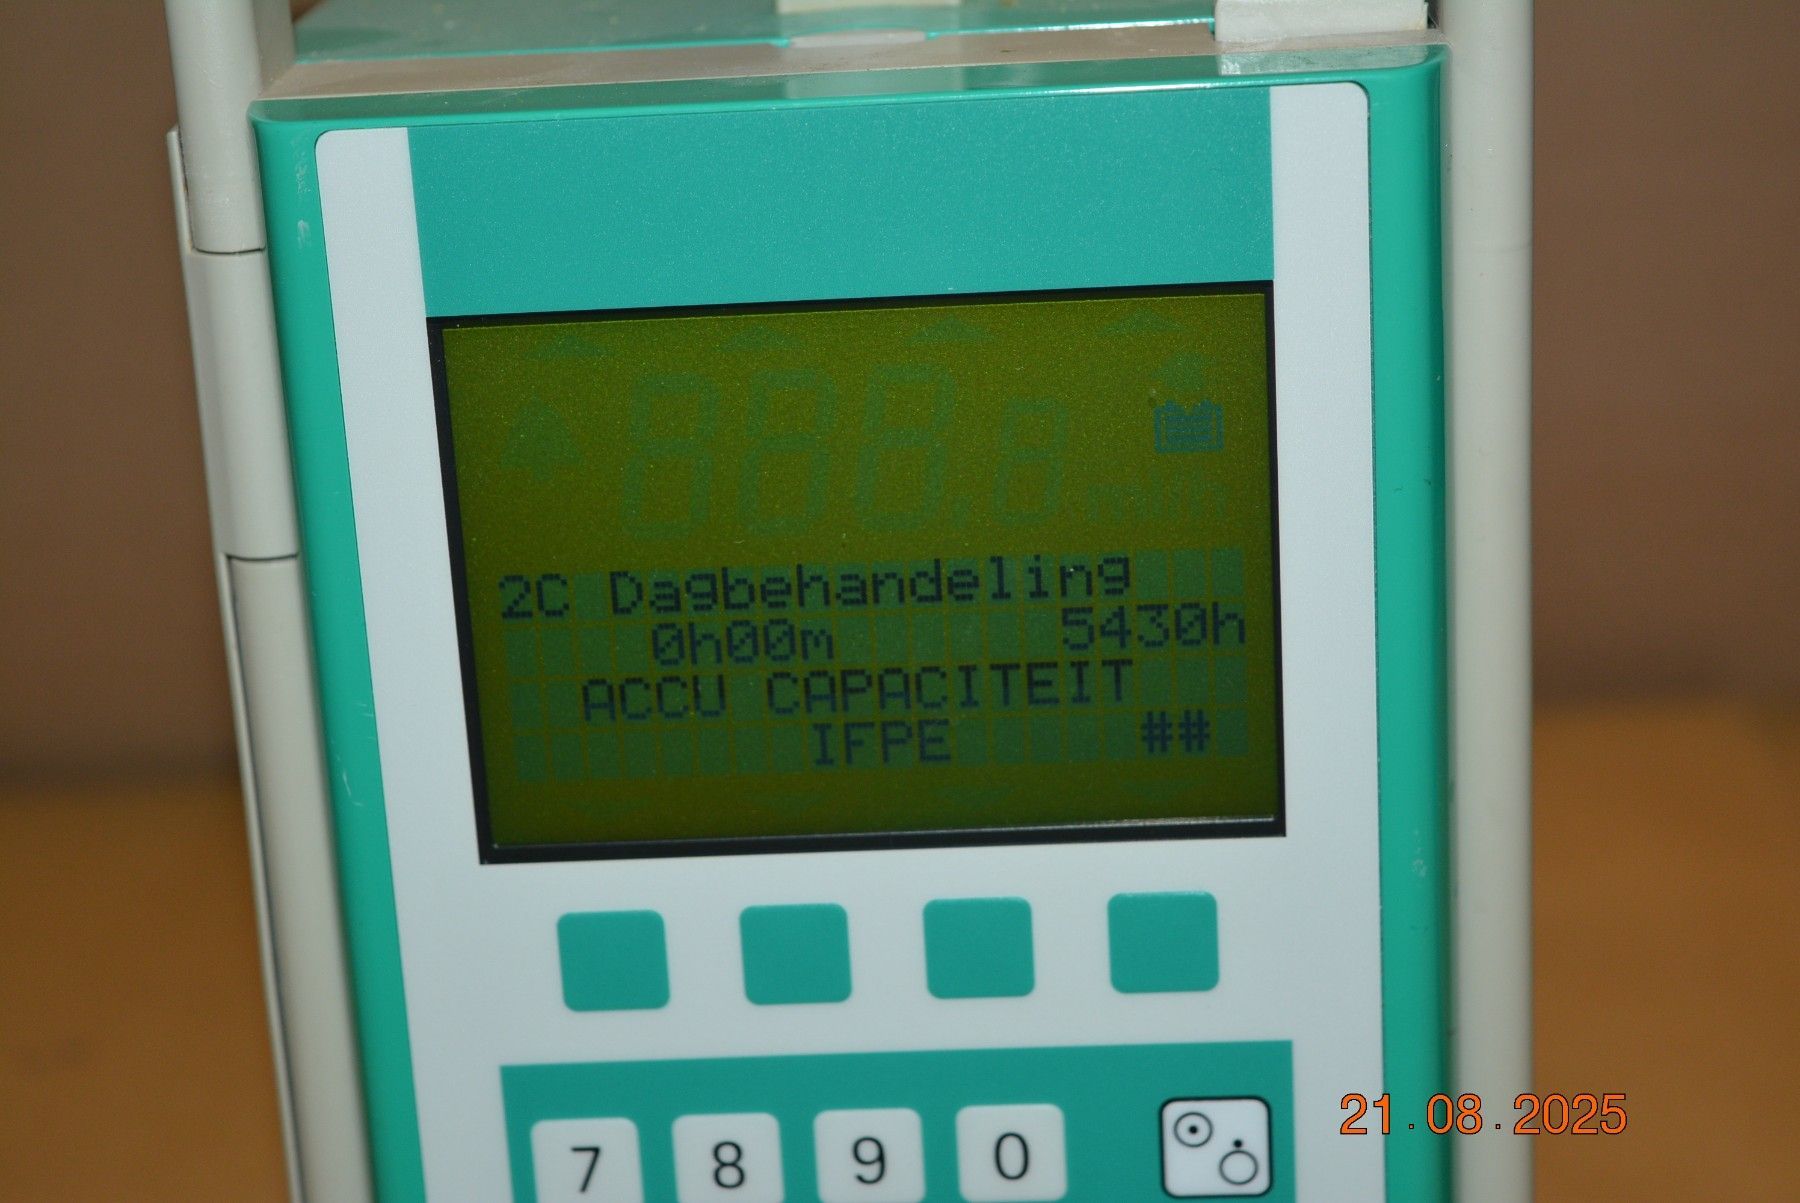 2C Dagbehandeling
0h00m 5430h
ACCU CAPACITEIT
IFPE ##
7 8 9 0
21.08.2025